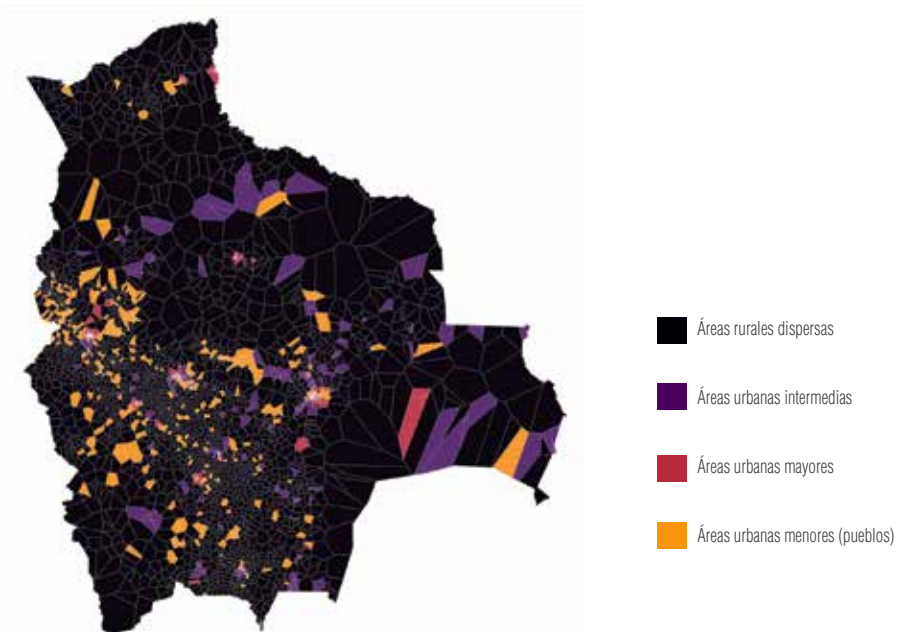 Áreas rurales dispersas
Áreas urbanas intermedias
Áreas urbanas mayores
Áreas urbanas menores (pueblos)